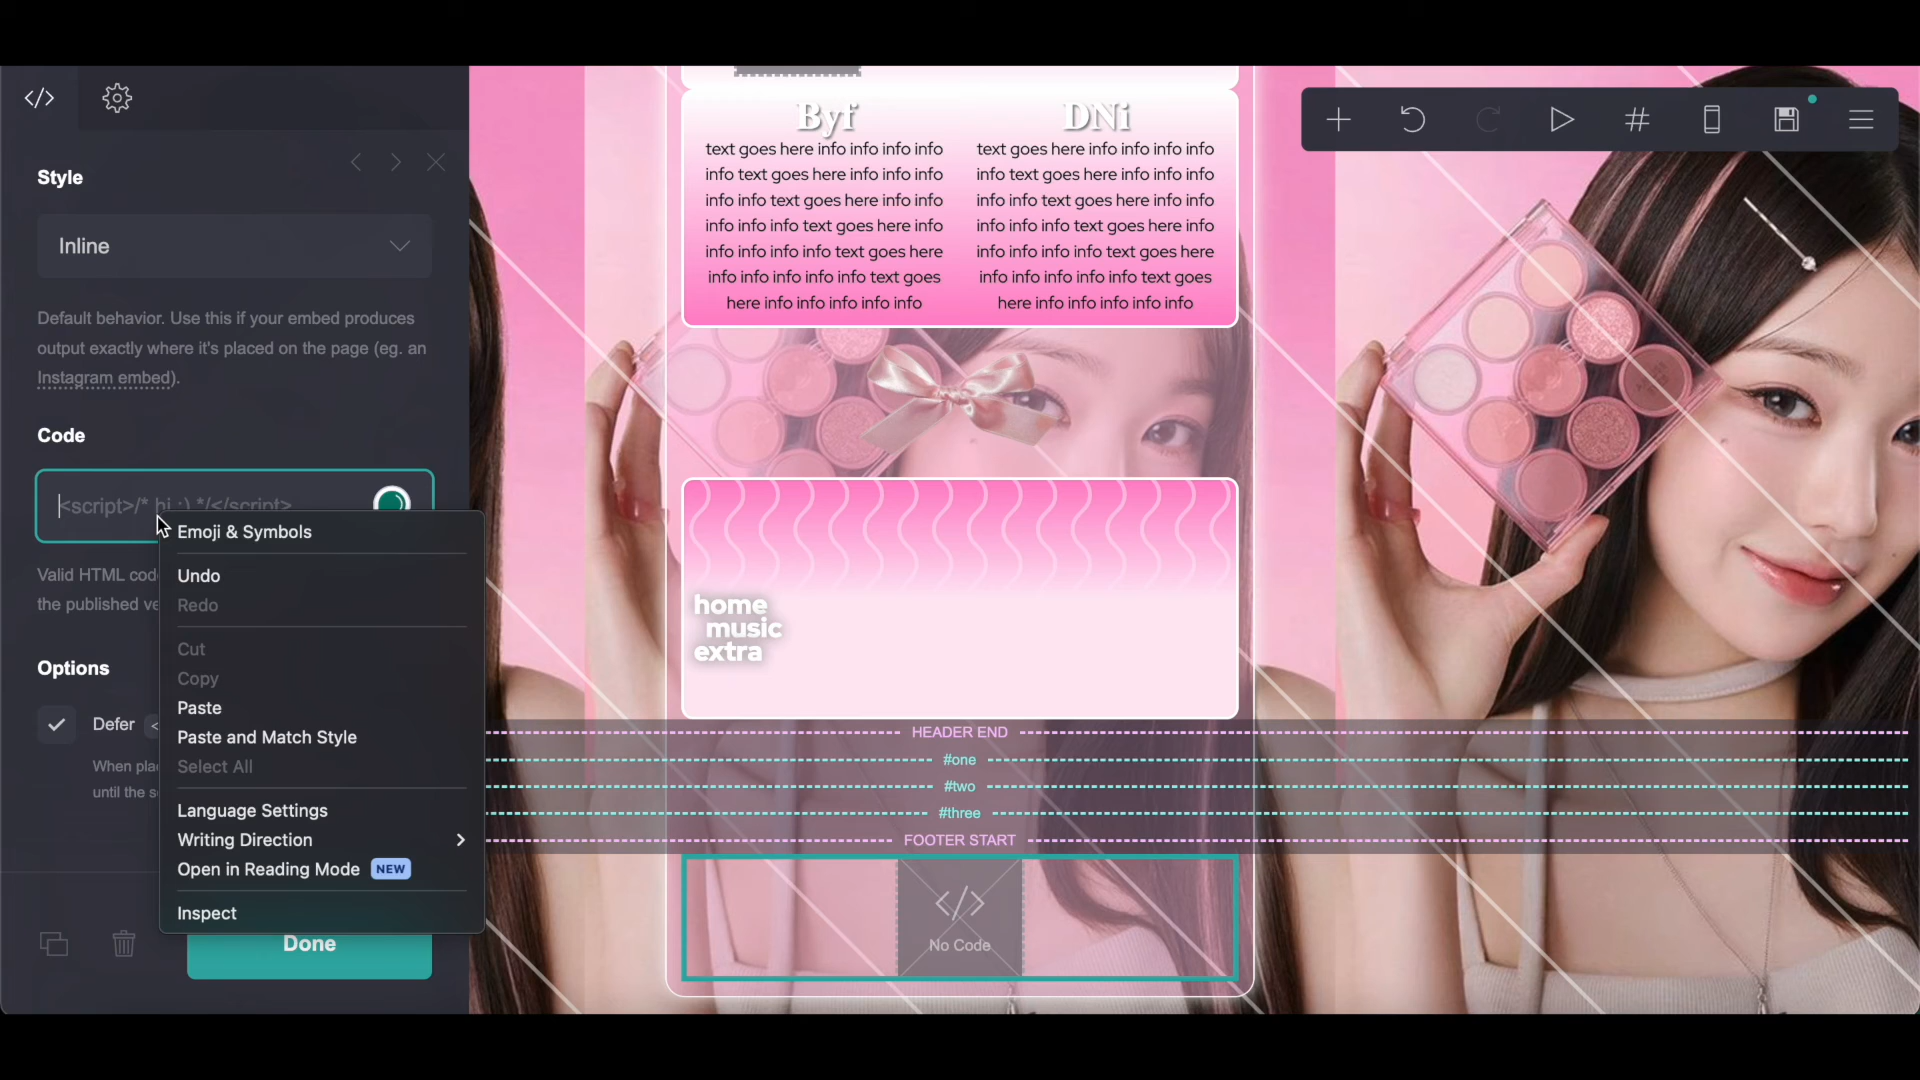 Style
Inline
Default behavior. Use this if your embed produces
output exactly where it's placed on the page (eg. an
Instagram embed).
Code
<script>/* hi :) */</script>
Valid HTML
the published
Options
Defer
until the
Emoji & Symbols
Undo
Redo
Cut
Copy
Paste
Paste and Match Style
Select All
Language Settings
Writing Direction
Open in Reading Mode NEW
Inspect
Done
Byf
text goes here info info info info
info text goes here info info info
info info text goes here info info
info info info text goes here info
info info info info text goes here
info info info info info text goes
here info info info info info
DNi
text goes here info info info info
info text goes here info info info
info info text goes here info info
info info info text goes here info
info info info info text goes here
info info info info info text goes
here info info info info info
home
music
extra
HEADER END
#one
#two
#three
FOOTER START
</>
No Code